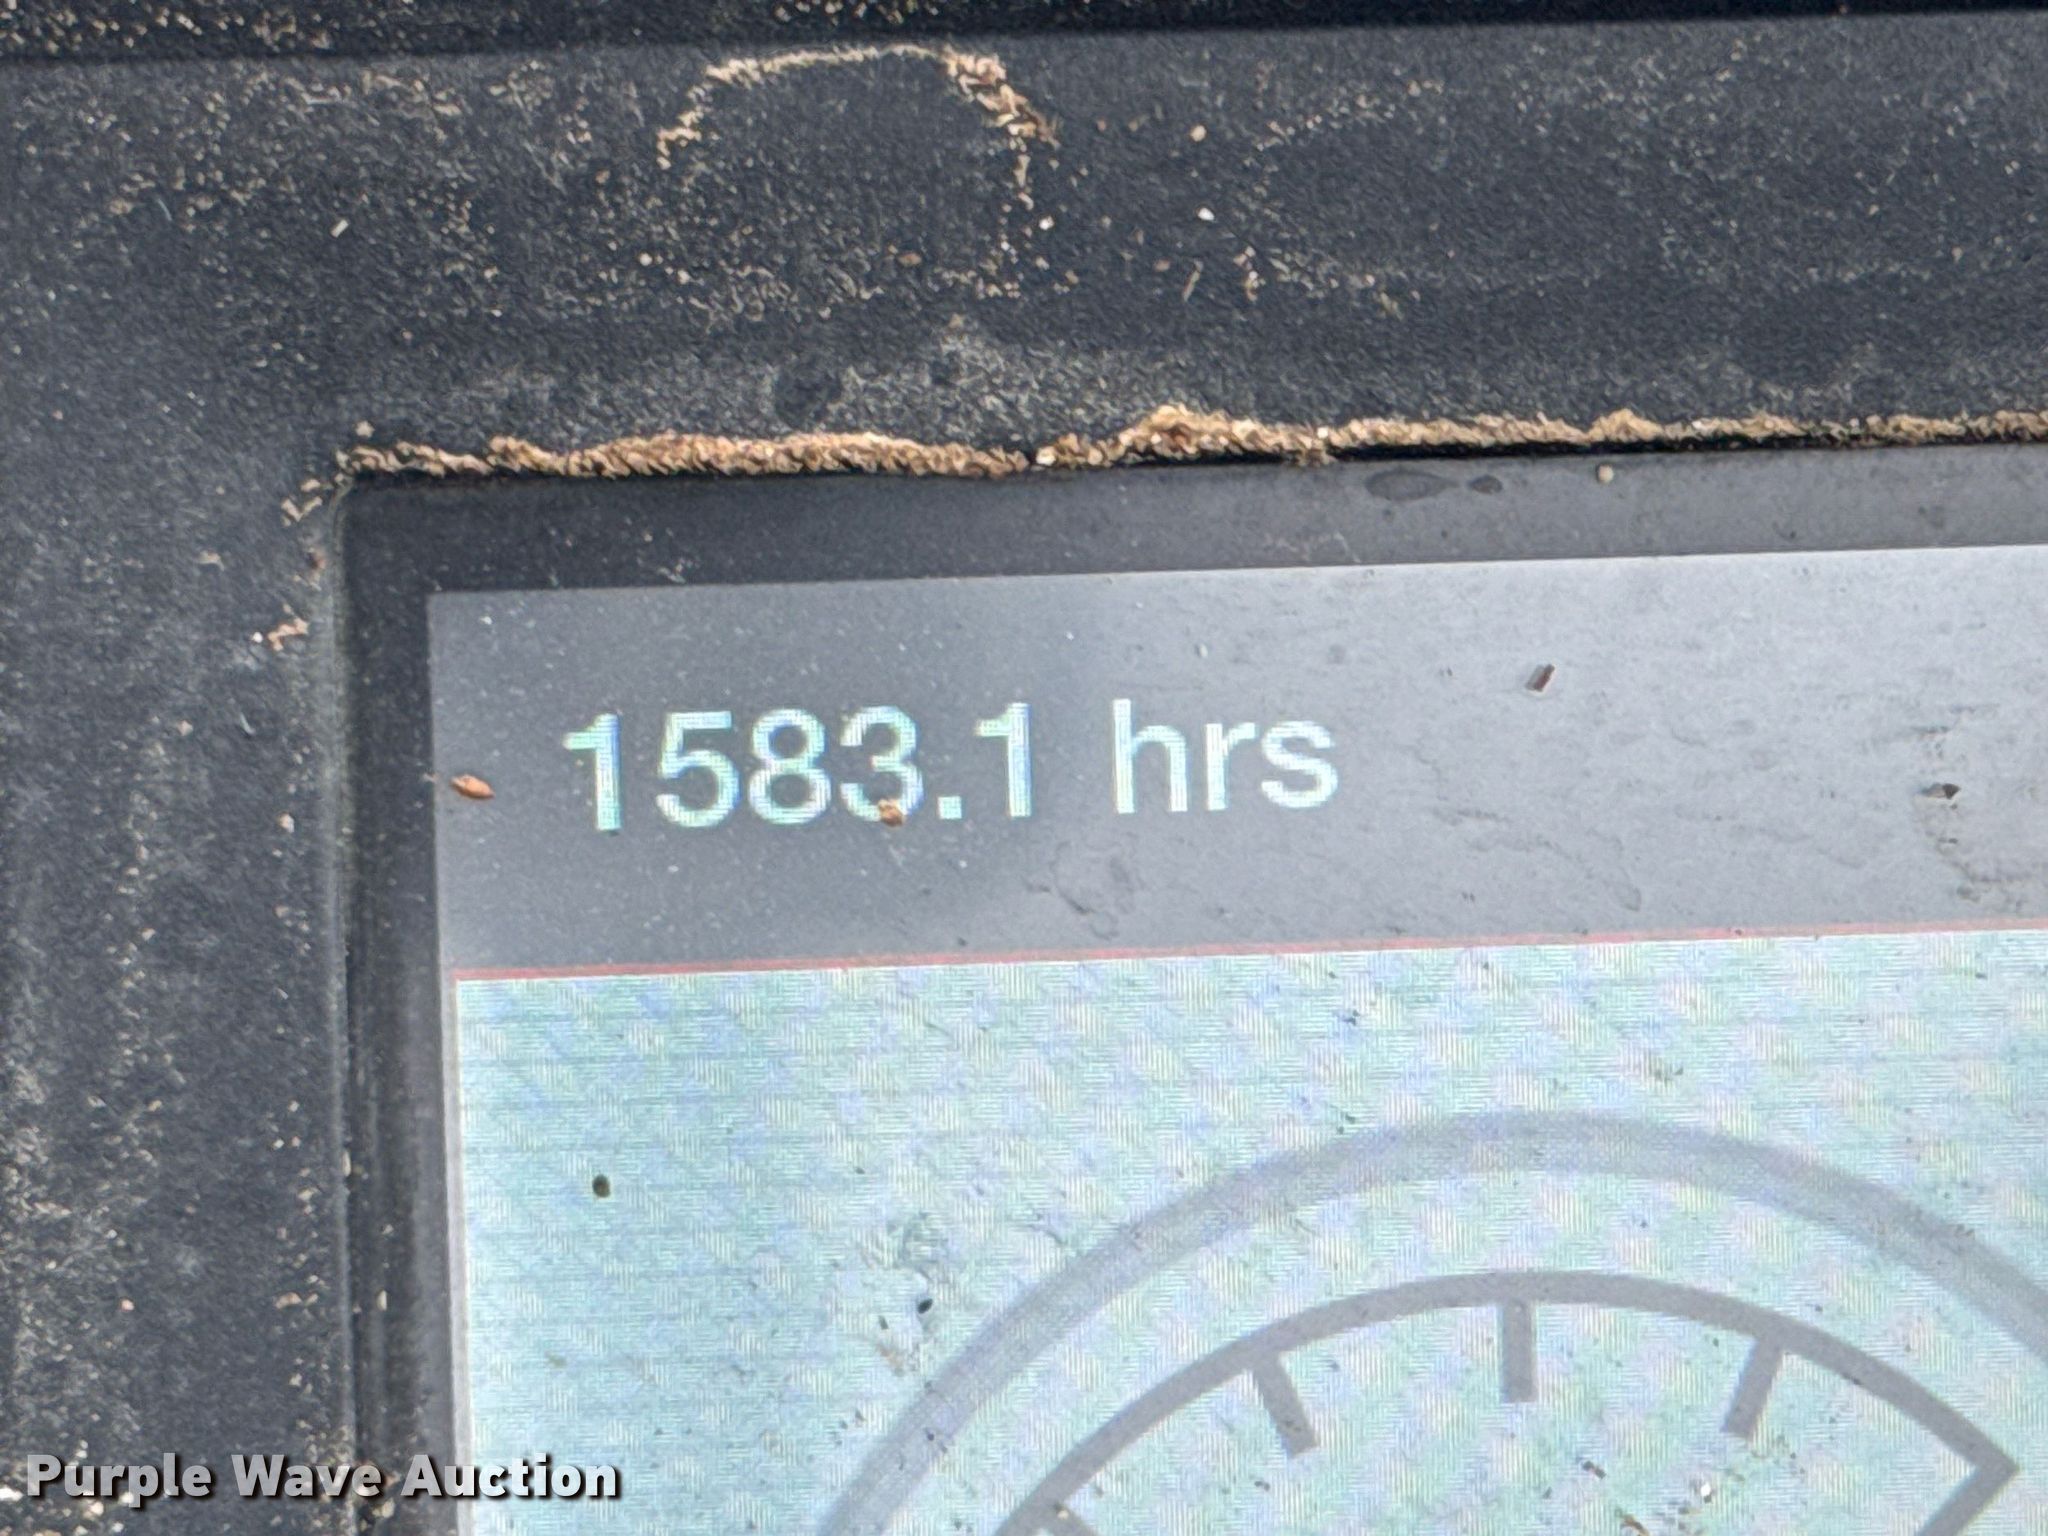 1583.1 hrs
Purple Wave Auction